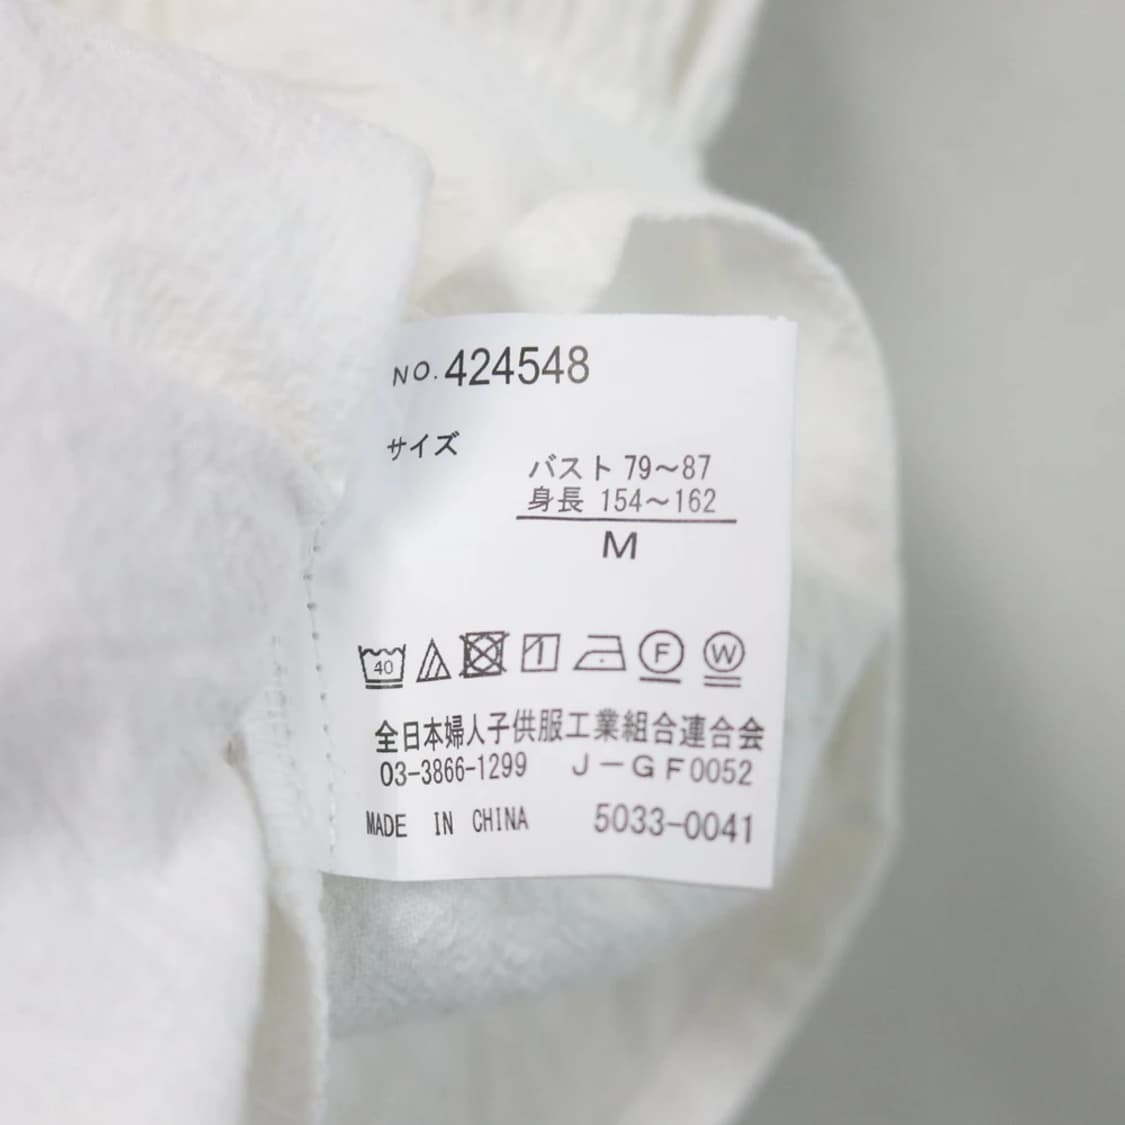 NO.424548
サイズ
バスト 79～87
身長 154～162
M
40 F W
全日本婦人子供服工業組合連合会
03-3866-1299 J－GF0052
MADE IN CHINA 5033-0041